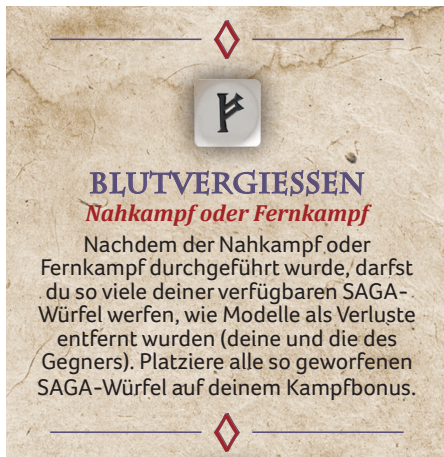 BLUTVERGIESSEN
Nahkampf oder Fernkampf
Nachdem der Nahkampf oder
Fernkampf durchgeführt wurde, darfst
du so viele deiner verfügbaren SAGA-
Würfel werfen, wie Modelle als Verluste
entfernt wurden (deine und die des
Gegners). Platziere alle so geworfenen
SAGA-Würfel auf deinem Kampfbonus.